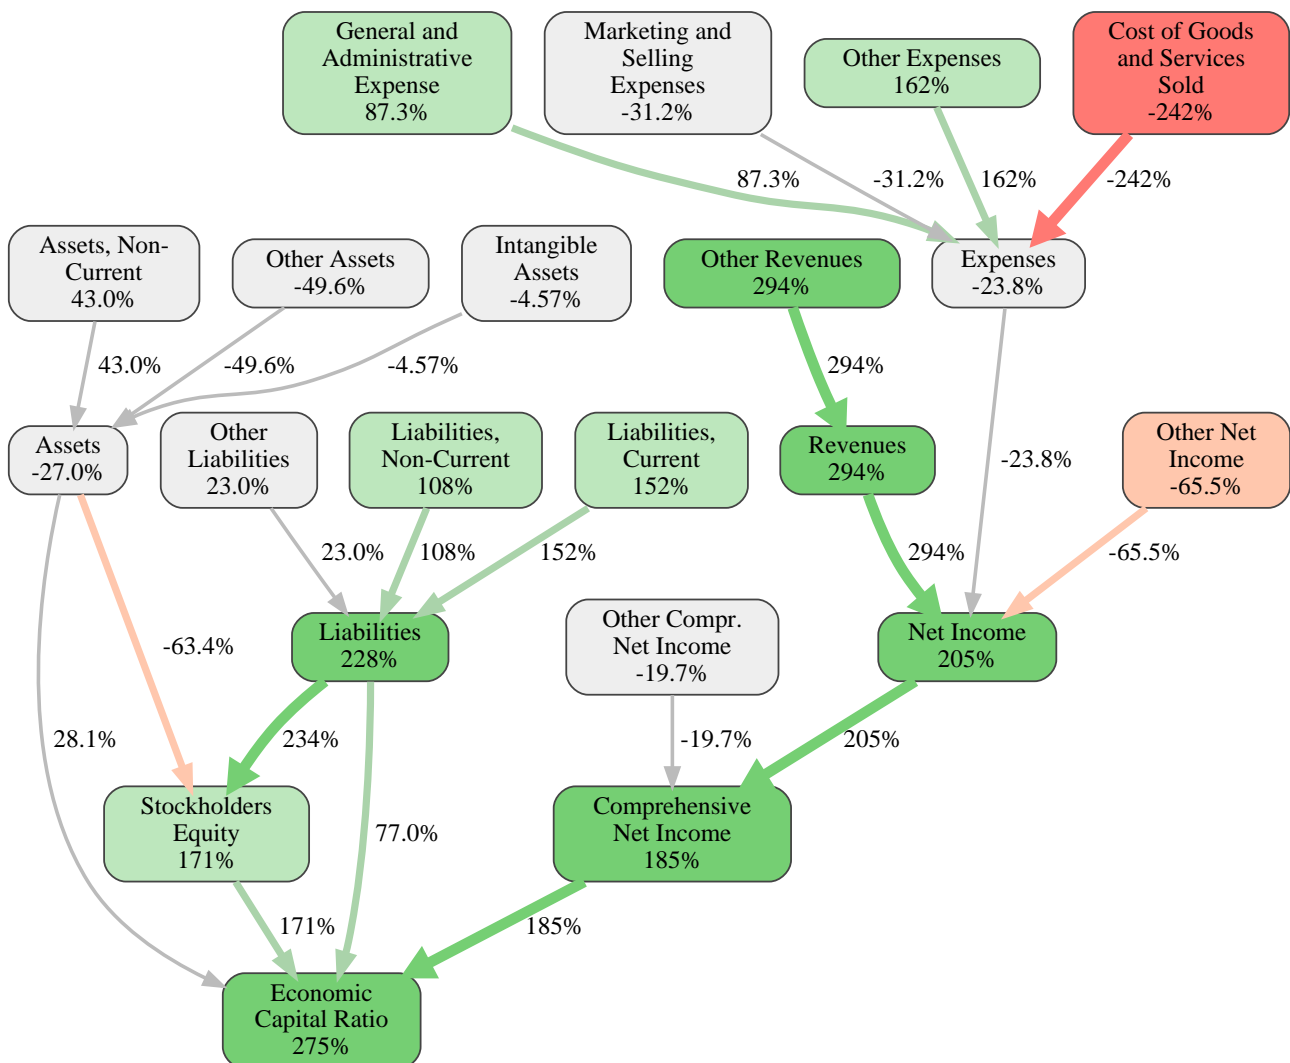 General and
Administrative
Expense
87.3%
Marketing and
Selling
Expenses
-31.2%
Other Expenses
162%
Cost of Goods
and Services
Sold
-242%
87.3%
-31.2%
162%
-242%
Assets, Non-
Current
43.0%
Other Assets
-49.6%
Intangible
Assets
-4.57%
Other Revenues
294%
Expenses
-23.8%
43.0%
-49.6%
-4.57%
294%
Assets
-27.0%
Other
Liabilities
23.0%
Liabilities,
Non-Current
108%
Liabilities,
Current
152%
Revenues
294%
-23.8%
Other Net
Income
-65.5%
23.0%
108%
152%
294%
-65.5%
-63.4%
Liabilities
228%
Other Compr.
Net Income
-19.7%
Net Income
205%
28.1%
234%
-19.7%
205%
Stockholders
Equity
171%
77.0%
Comprehensive
Net Income
185%
171%
185%
Economic
Capital Ratio
275%